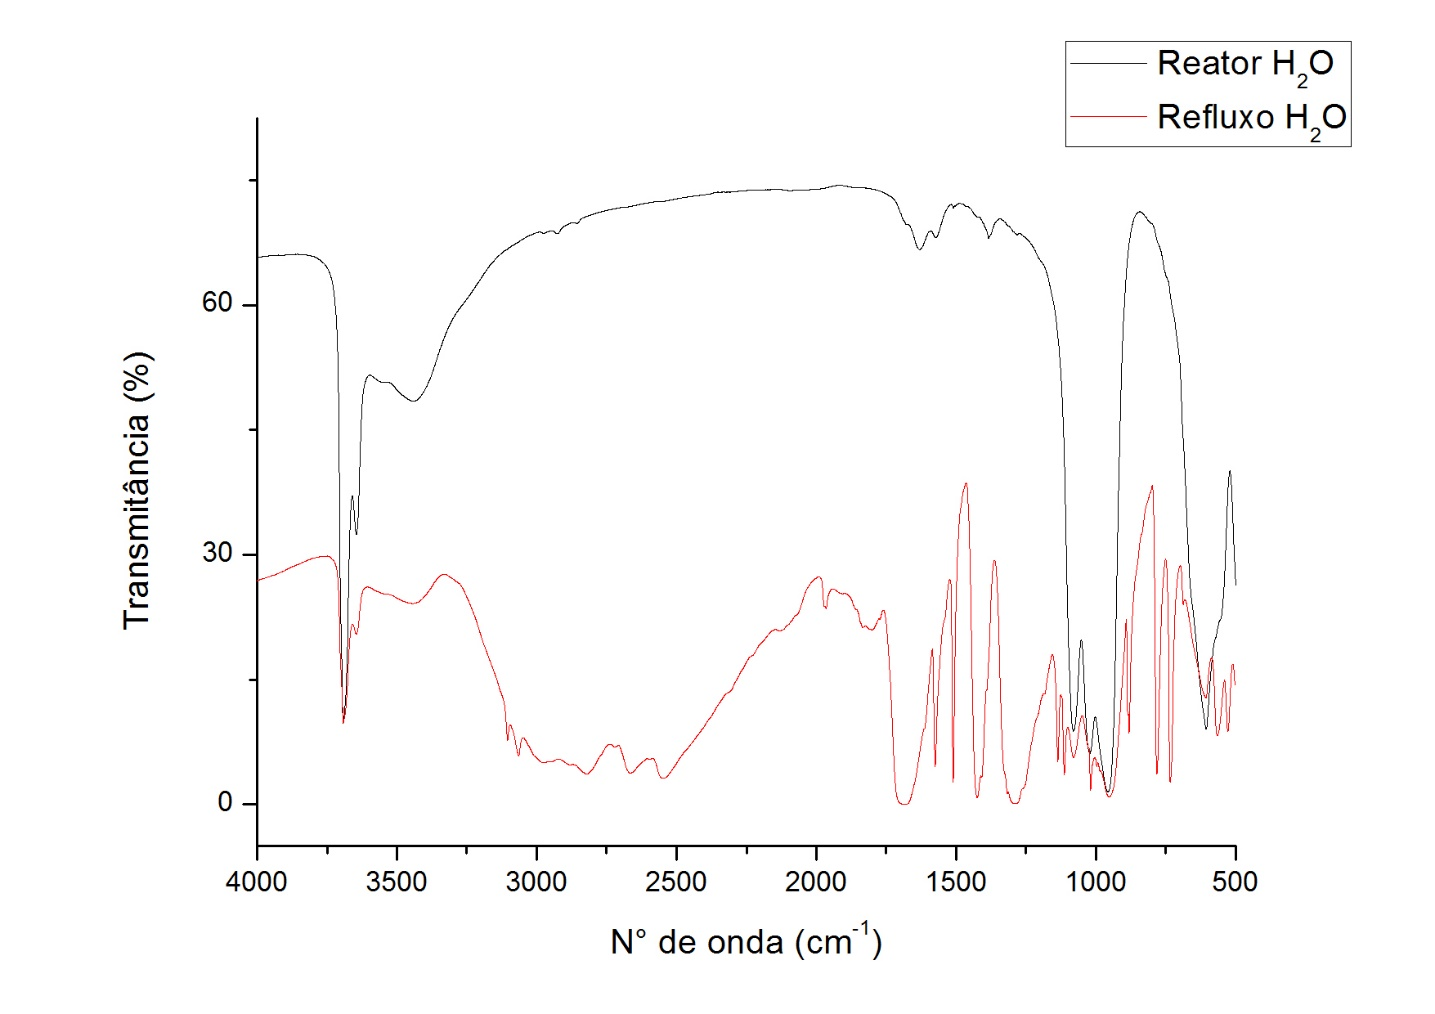 Reator H₂O
Refluxo H₂O
60
30
0
Transmitância (%)
4000 3500 3000 2500 2000 1500 1000 500
N° de onda (cm⁻¹)